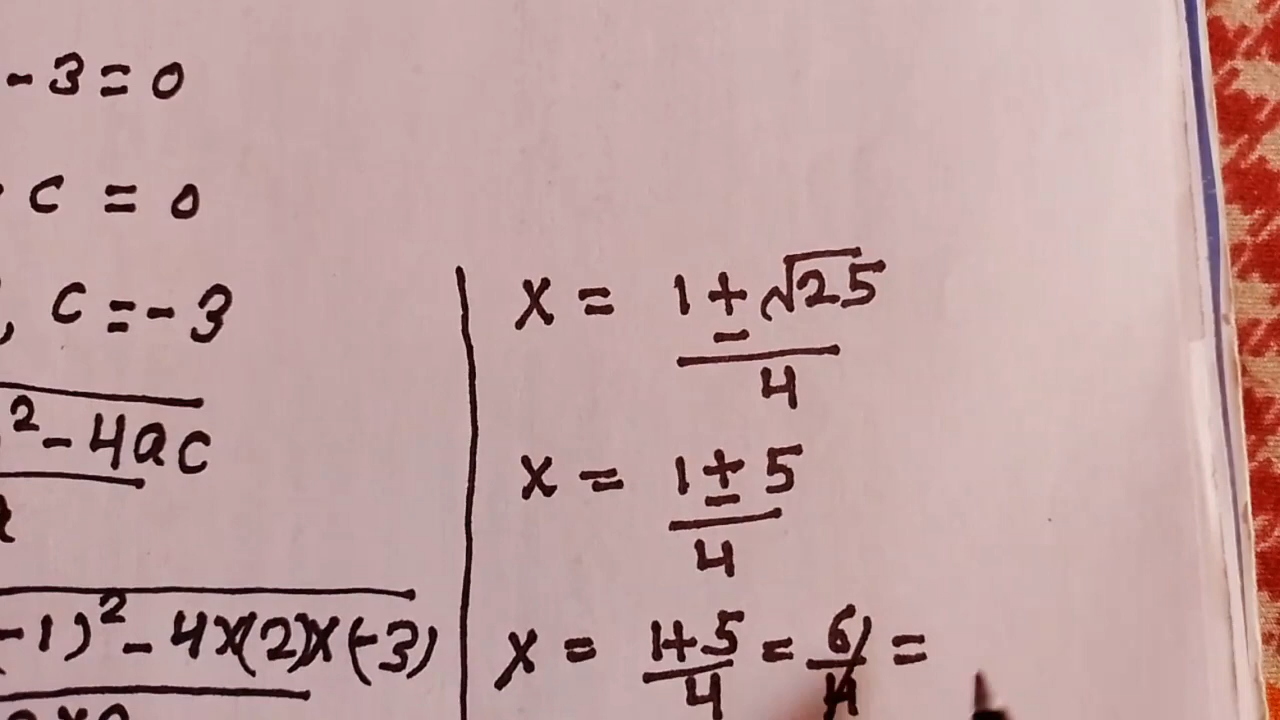 - 3 = 0
c = 0
, c = - 3
² - 4ac
-1)² - 4×(2)×(-3)
x = 1 ± √25
4
x = 1 ± 5
4
x = 1+5 = 6 =
4 4